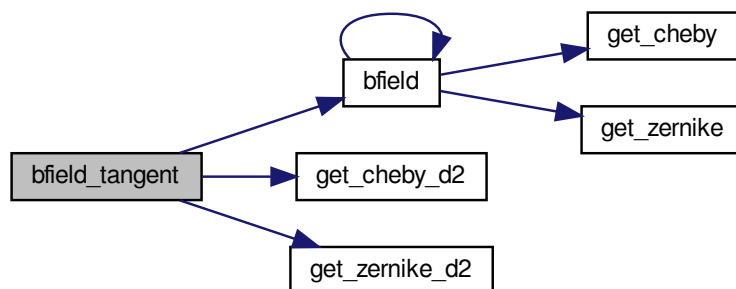 get_cheby
bfield
get_zernike
bfield_tangent
get_cheby_d2
get_zernike_d2